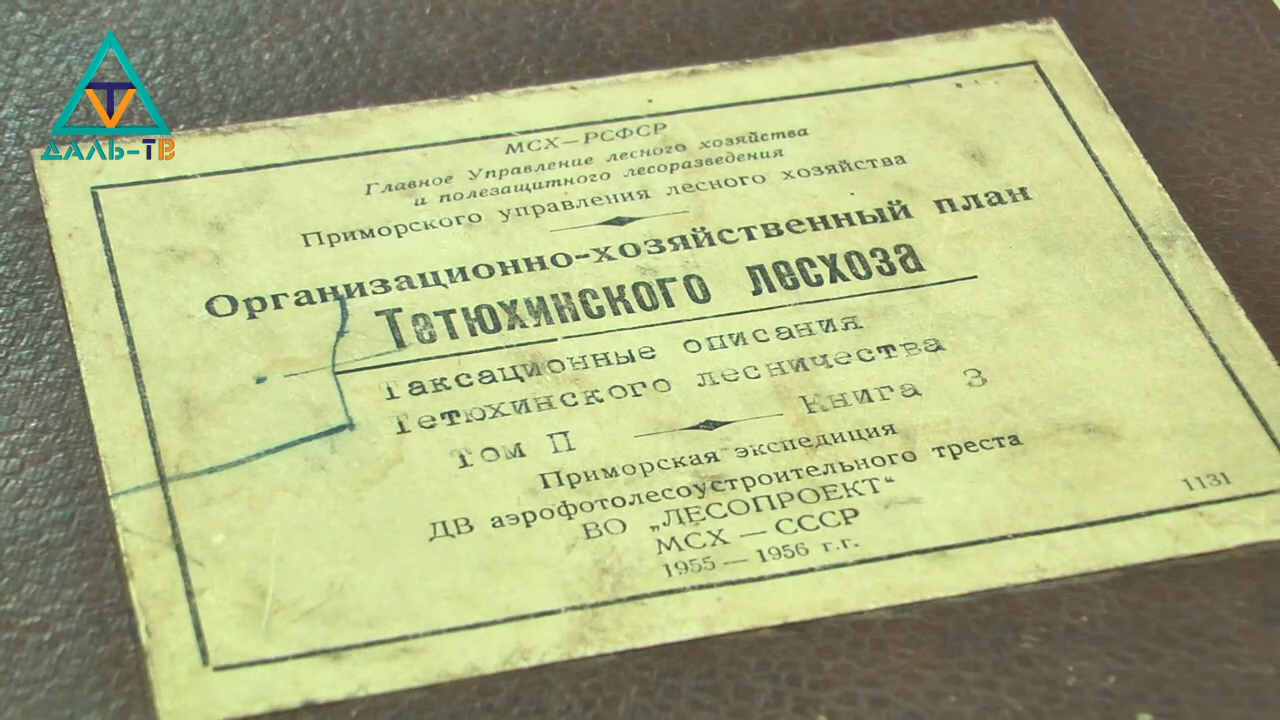 ДАЛЬ-ТВ
МСХ—РСФСР
Главное Управление лесного хозяйства
и полезащитного лесоразведения
Приморского управления лесного хозяйства
Организационно-хозяйственный план
Тетюхинского лесхоза
Таксационные описания
Тетюхинского лесничества
Том II Книга 3
Приморская экспедиция
ДВ аэрофотолесоустроительного треста
ВО „ЛЕСОПРОЕКТ“
МСХ — СССР
1955 — 1956 г.г.
1131